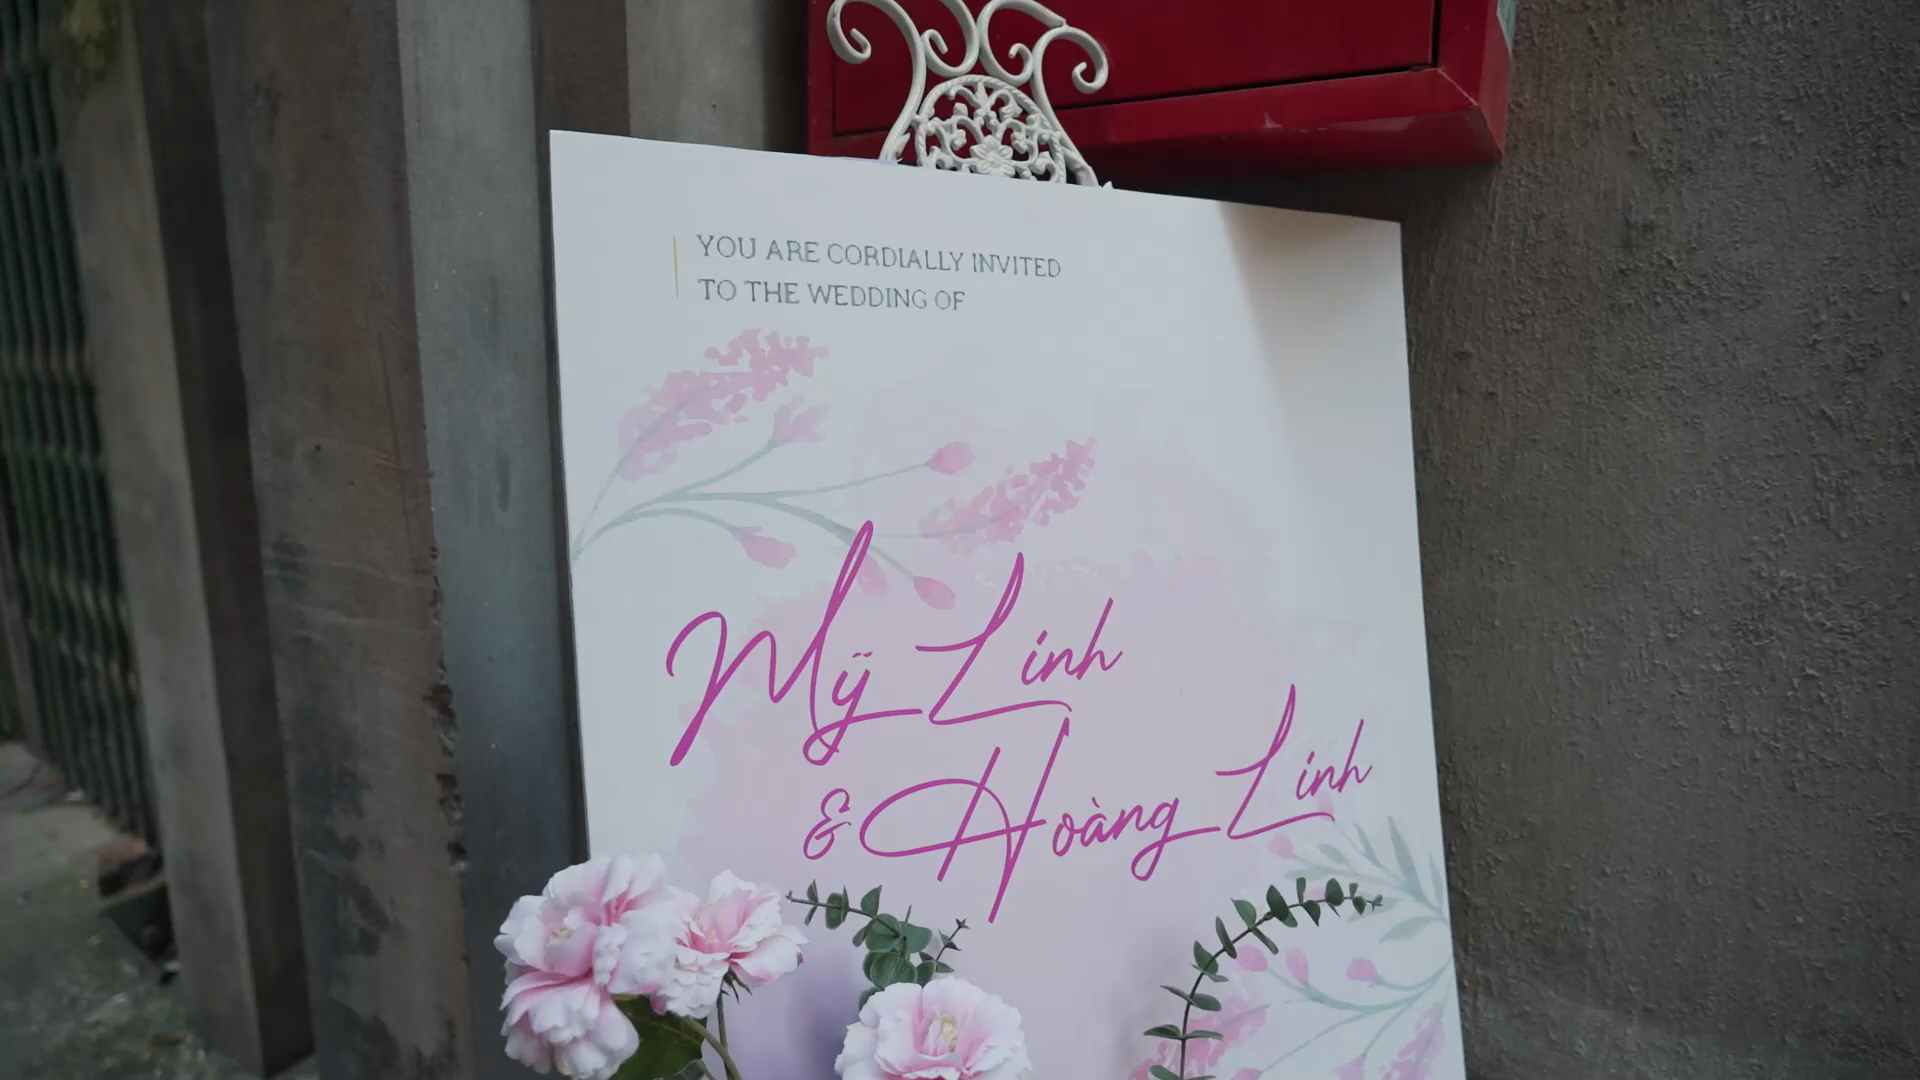 YOU ARE CORDIALLY INVITED
TO THE WEDDING OF
Mỹ Linh
& Hoàng Linh